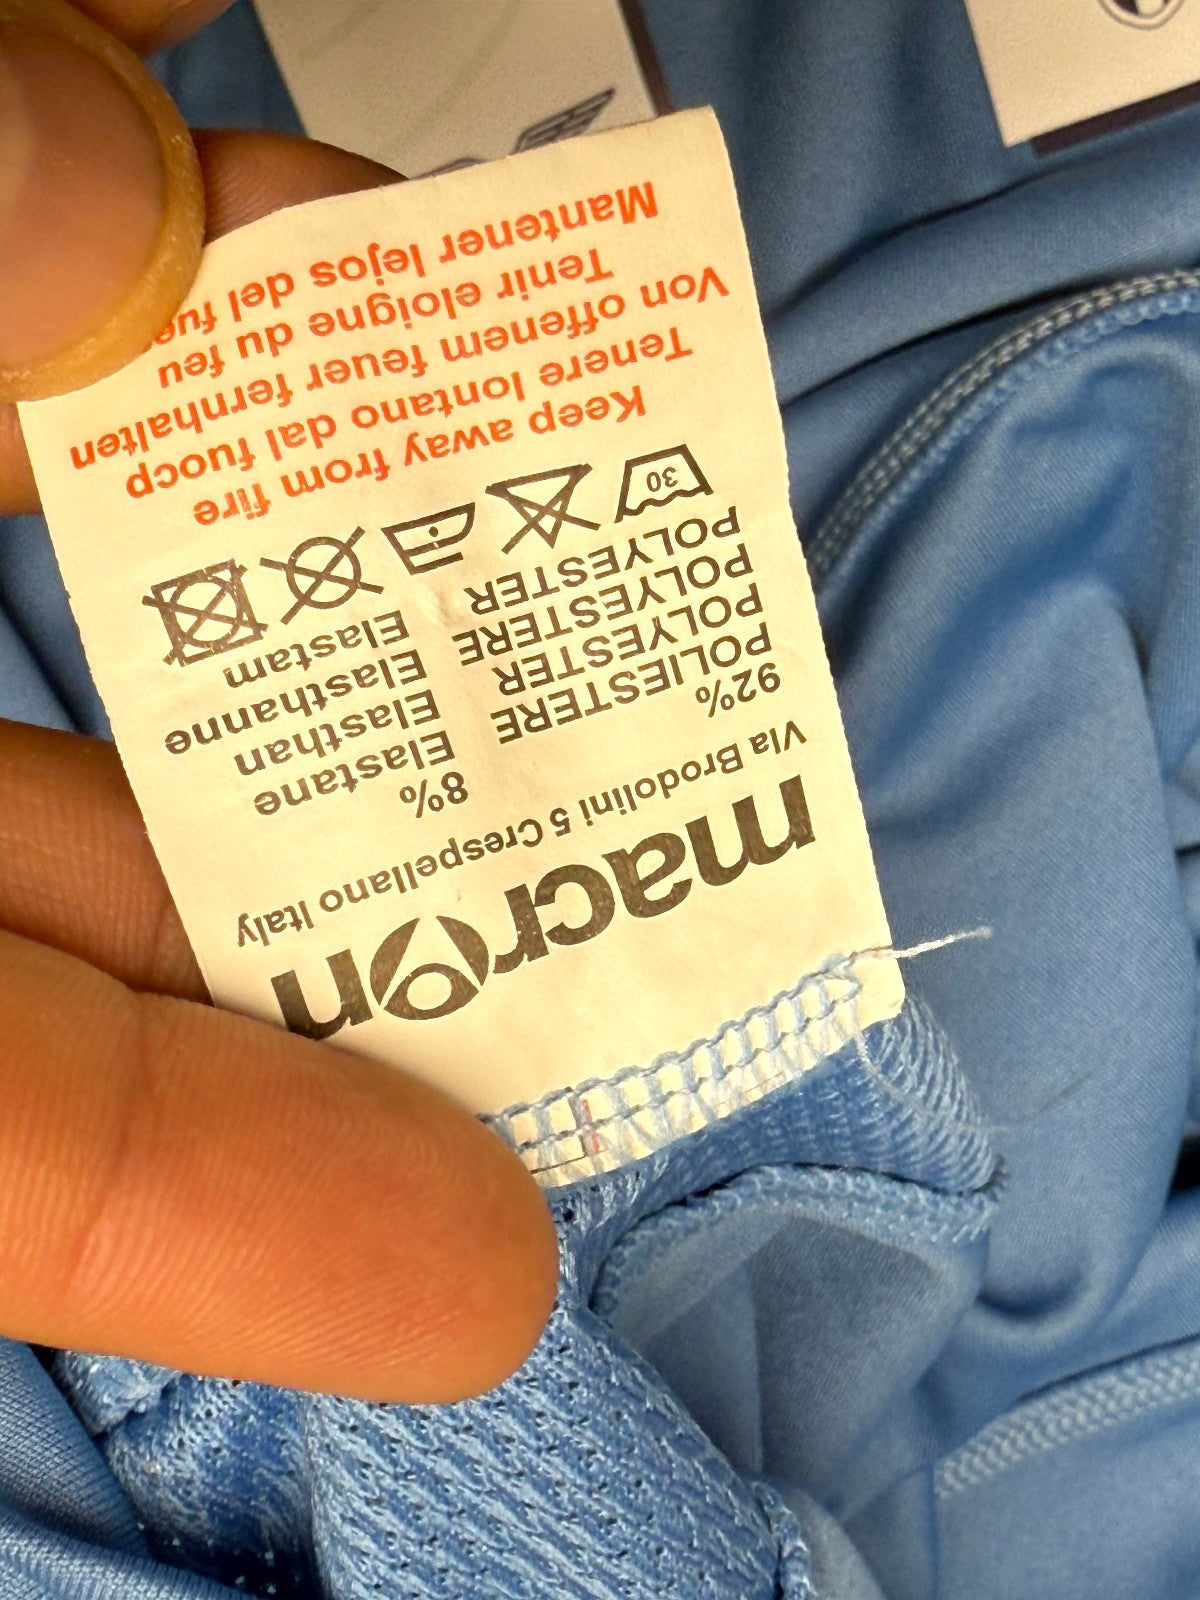 macron
Via Brodolini 5 Crespellano Italy
92% 8%
POLIESTERE Elastane
POLYESTER Elasthan
POLYESTERE Elasthanne
POLYESTER Elastam
30
Keep away from fire
Tenere lontano dal fuocp
Von offenem feuer fernhalten
Tenir eloigne du feu
Mantener lejos del